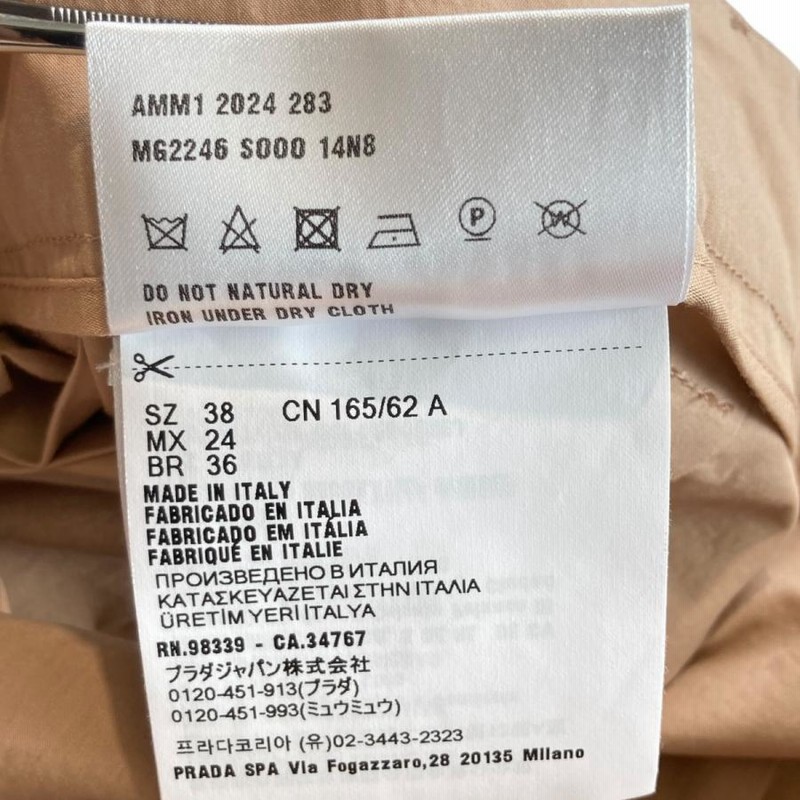 AMM1 2024 283
MG2246 S000 14N8
P
W
DO NOT NATURAL DRY
IRON UNDER DRY CLOTH
SZ 38 CN 165/62 A
MX 24
BR 36
MADE IN ITALY
FABRICADO EN ITALIA
FABRICADO EM ITÁLIA
FABRIQUÉ EN ITALIE
ПРОИЗВЕДЕНО В ИТАЛИЯ
ΚΑΤΑΣΚΕΥΑΖΕΤΑΙ ΣΤΗΝ ΙΤΑΛΙΑ
ÜRETİM YERİ İTALYA
RN.98339 - CA.34767
プラダジャパン株式会社
0120-451-913(プラダ)
0120-451-993(ミュウミュウ)
프라다코리아 (유)02-3443-2323
PRADA SPA Via Fogazzaro,28 20135 Milano